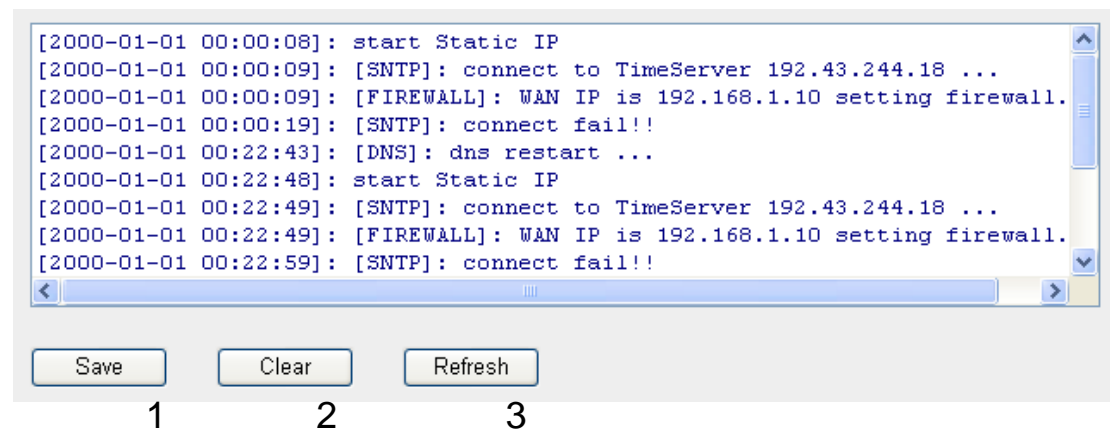 [2000-01-01 00:00:08]: start Static IP
[2000-01-01 00:00:09]: [SNTP]: connect to TimeServer 192.43.244.18 ...
[2000-01-01 00:00:09]: [FIREWALL]: WAN IP is 192.168.1.10 setting firewall.
[2000-01-01 00:00:19]: [SNTP]: connect fail!!
[2000-01-01 00:22:43]: [DNS]: dns restart ...
[2000-01-01 00:22:48]: start Static IP
[2000-01-01 00:22:49]: [SNTP]: connect to TimeServer 192.43.244.18 ...
[2000-01-01 00:22:49]: [FIREWALL]: WAN IP is 192.168.1.10 setting firewall.
[2000-01-01 00:22:59]: [SNTP]: connect fail!!
Save Clear Refresh
1 2 3